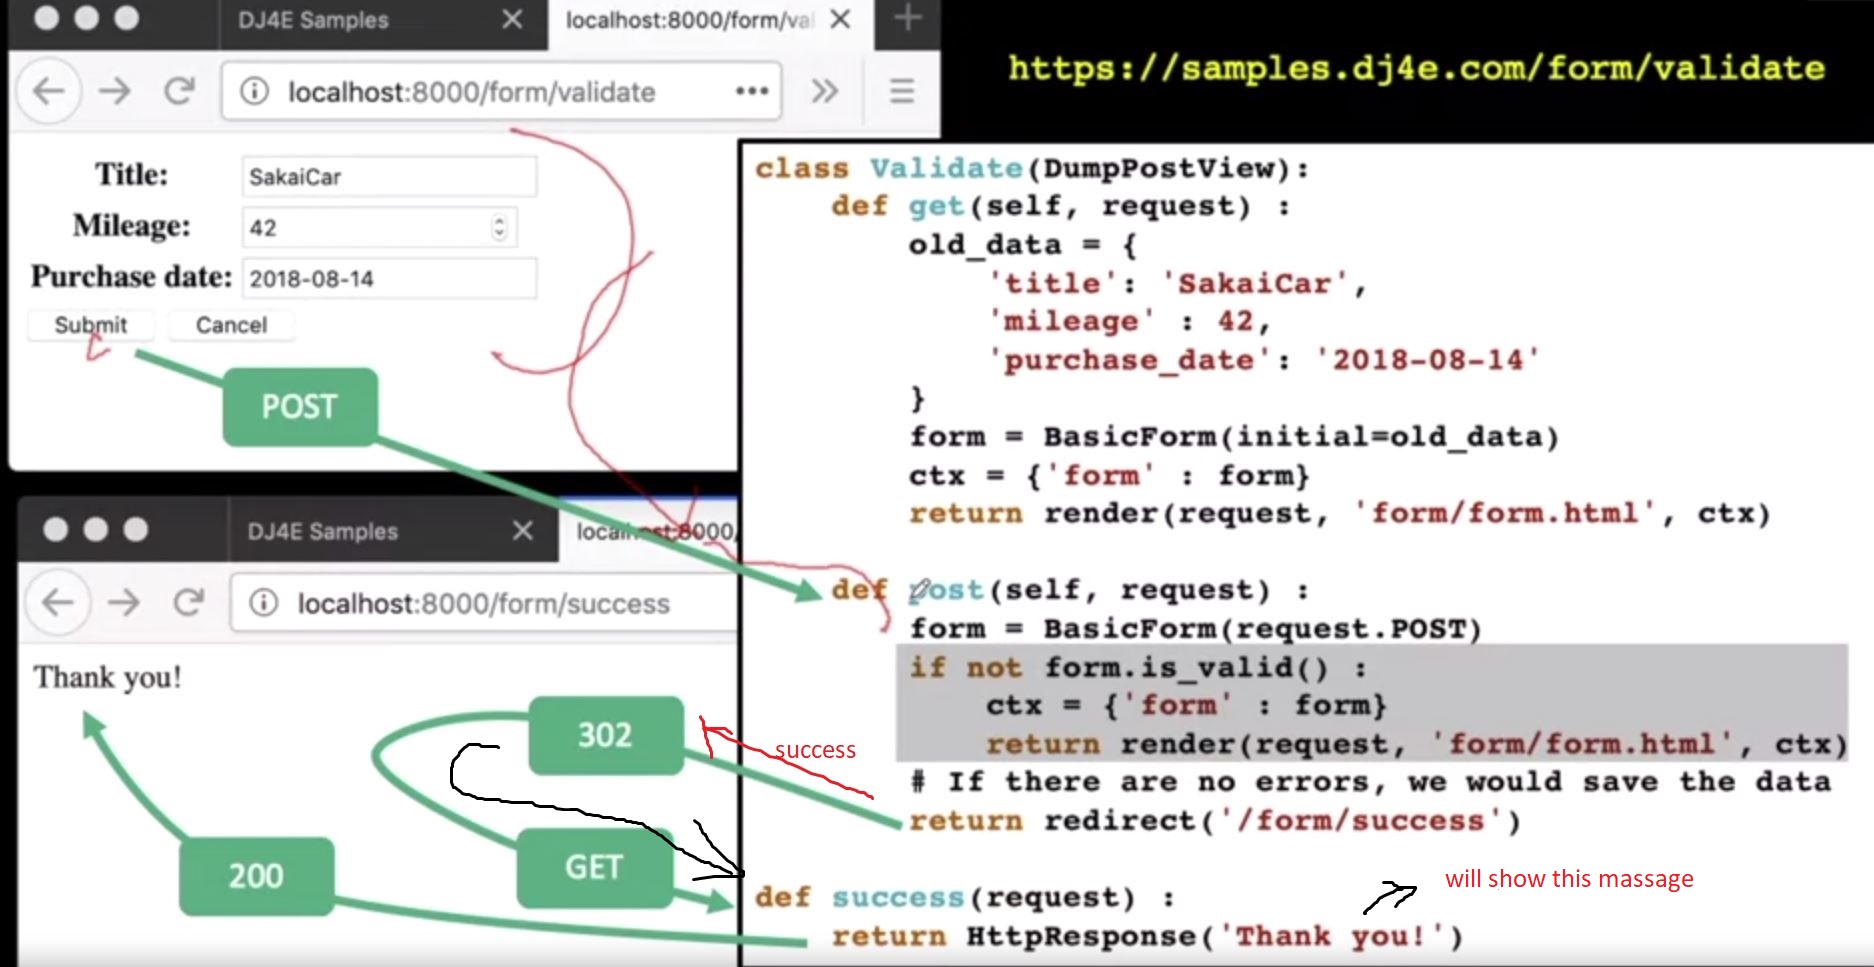 DJ4E Samples
localhost:8000/form/val
https://samples.dj4e.com/form/validate
localhost:8000/form/validate
Title:
SakaiCar
Mileage:
42
Purchase date:
2018-08-14
Submit
Cancel
POST
class Validate(DumpPostView):
def get(self, request) :
old_data = {
'title': 'SakaiCar',
'mileage' : 42,
'purchase_date': '2018-08-14'
}
form = BasicForm(initial=old_data)
ctx = {'form' : form}
return render(request, 'form/form.html', ctx)
def post(self, request) :
form = BasicForm(request.POST)
if not form.is_valid() :
ctx = {'form' : form}
return render(request, 'form/form.html', ctx)
# If there are no errors, we would save the data
return redirect('/form/success')
def success(request) :
return HttpResponse('Thank you!')
will show this massage
DJ4E Samples
localhost:8000/
localhost:8000/form/success
Thank you!
302
success
GET
200